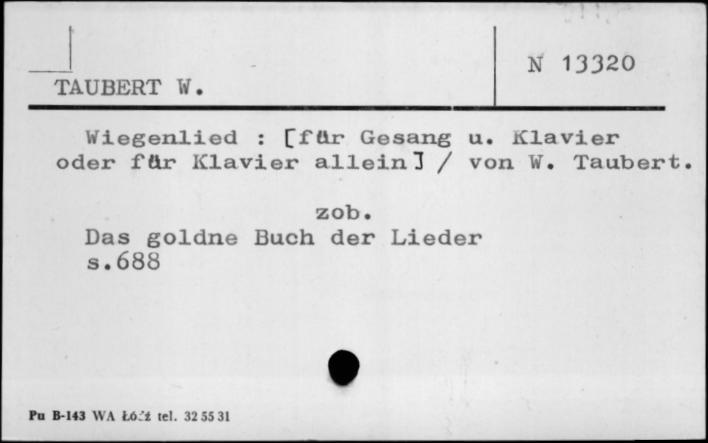 N 13320
TAUBERT W.
Wiegenlied : [für Gesang u. Klavier
oder für Klavier allein] / von W. Taubert.
zob.
Das goldne Buch der Lieder
s.688
Pu B-143 WA Łódź tel. 32 55 31